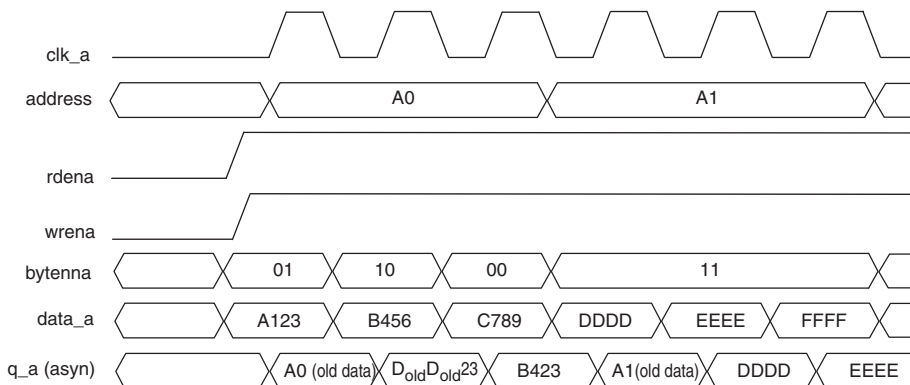 clk_a
address A0 A1
rdena
wrena
bytenna 01 10 00 11
data_a A123 B456 C789 DDDD EEEE FFFF
q_a (asyn) A0 (old data) DoldDold23 B423 A1(old data) DDDD EEEE